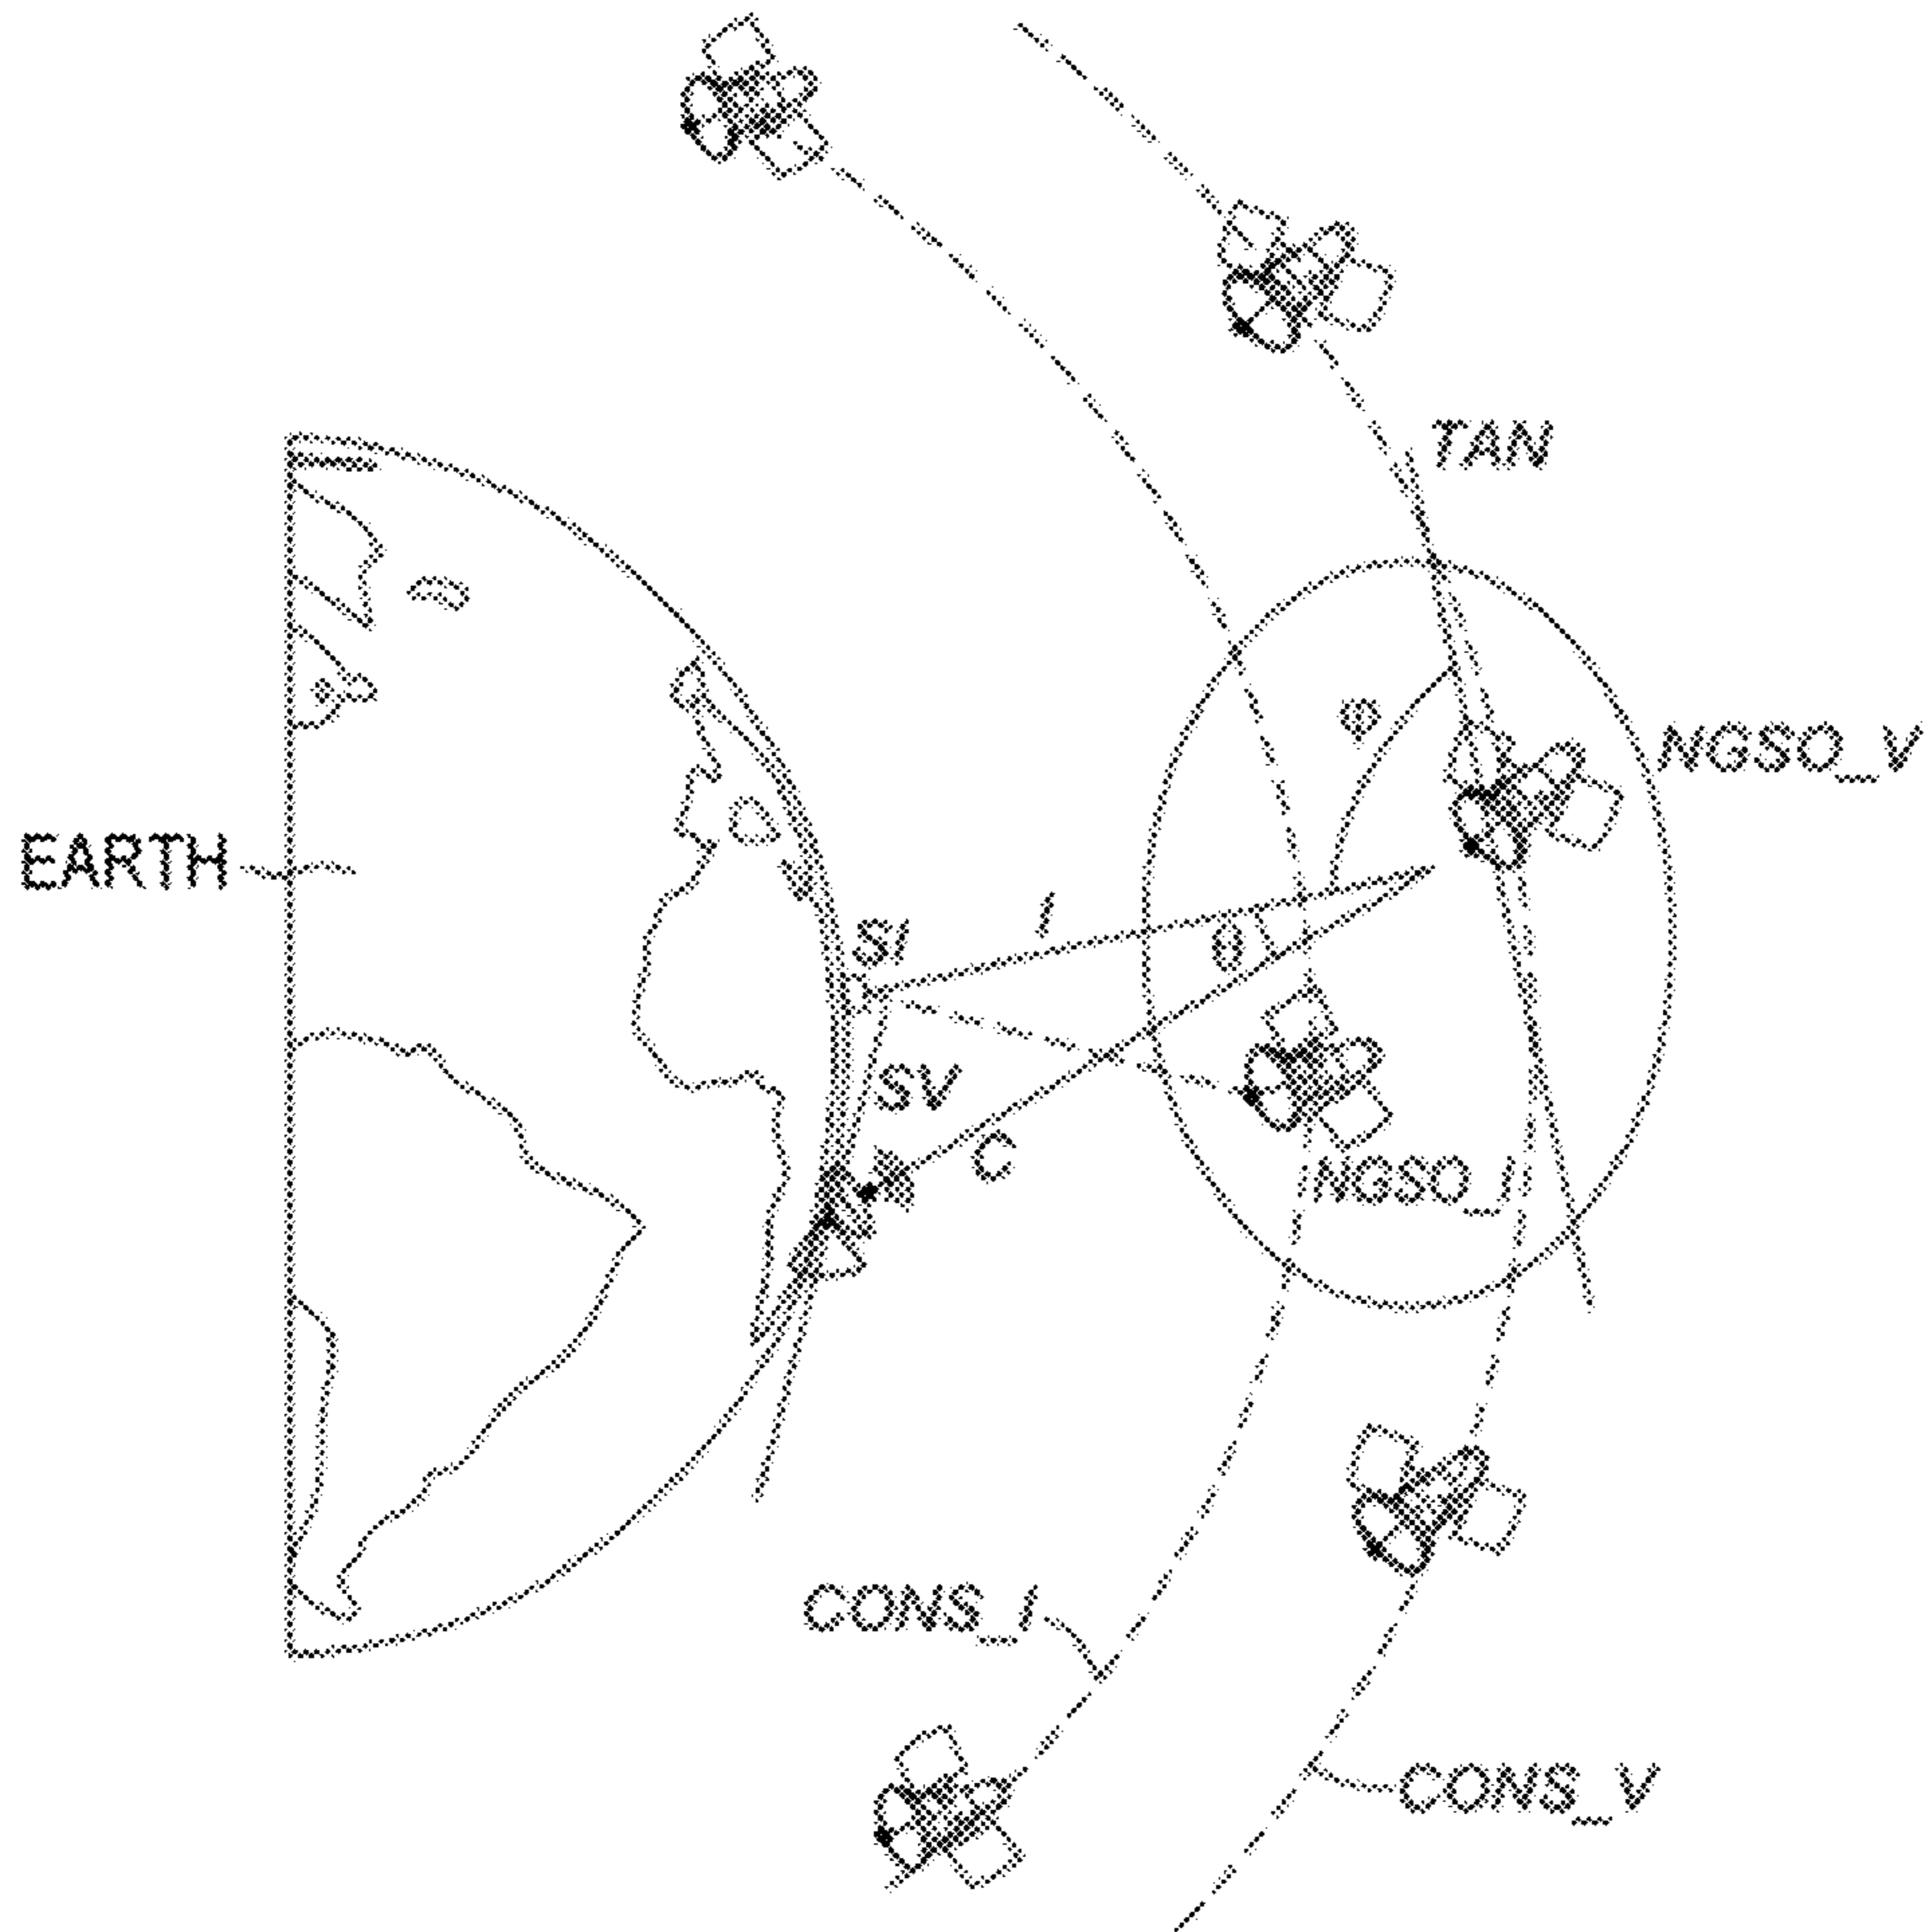 TAN
Φ
NGSO_V
EARTH
SI
I
θ
SV
C
NGSO_I
CONS_I
CONS_V